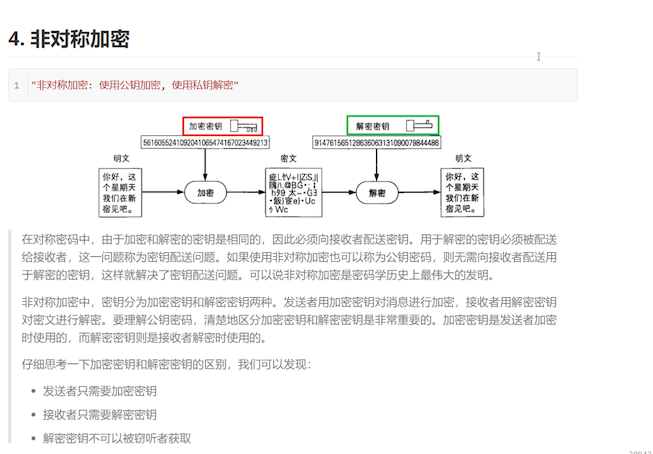 4. 非对称加密
1 "非对称加密: 使用公钥加密, 使用私钥解密"
加密密钥 解密密钥
561605524109204106547416702344 9213 914761565128636063131090079844486
明文 密文 明文
你好，这
个星期天
我们在新
宿见吧。
加密
解密
你好，这
个星期天
我们在新
宿见吧。
在对称密码中，由于加密和解密的密钥是相同的，因此必须向接收者配送密钥。用于解密的密钥必须被配送
给接收者，这一问题称为密钥配送问题。如果使用非对称加密也可以称为公钥密码，则无需向接收者配送用
于解密的密钥，这样就解决了密钥配送问题。可以说非对称加密是密码学历史上最伟大的发明。
非对称加密中，密钥分为加密密钥和解密密钥两种。发送者用加密密钥对消息进行加密，接收者用解密密钥
对密文进行解密。要理解公钥密码，清楚地区分加密密钥和解密密钥是非常重要的。加密密钥是发送者加密
时使用的，而解密密钥则是接收者解密时使用的。
仔细思考一下加密密钥和解密密钥的区别，我们可以发现：
• 发送者只需要加密密钥
• 接收者只需要解密密钥
• 解密密钥不可以被窃听者获取